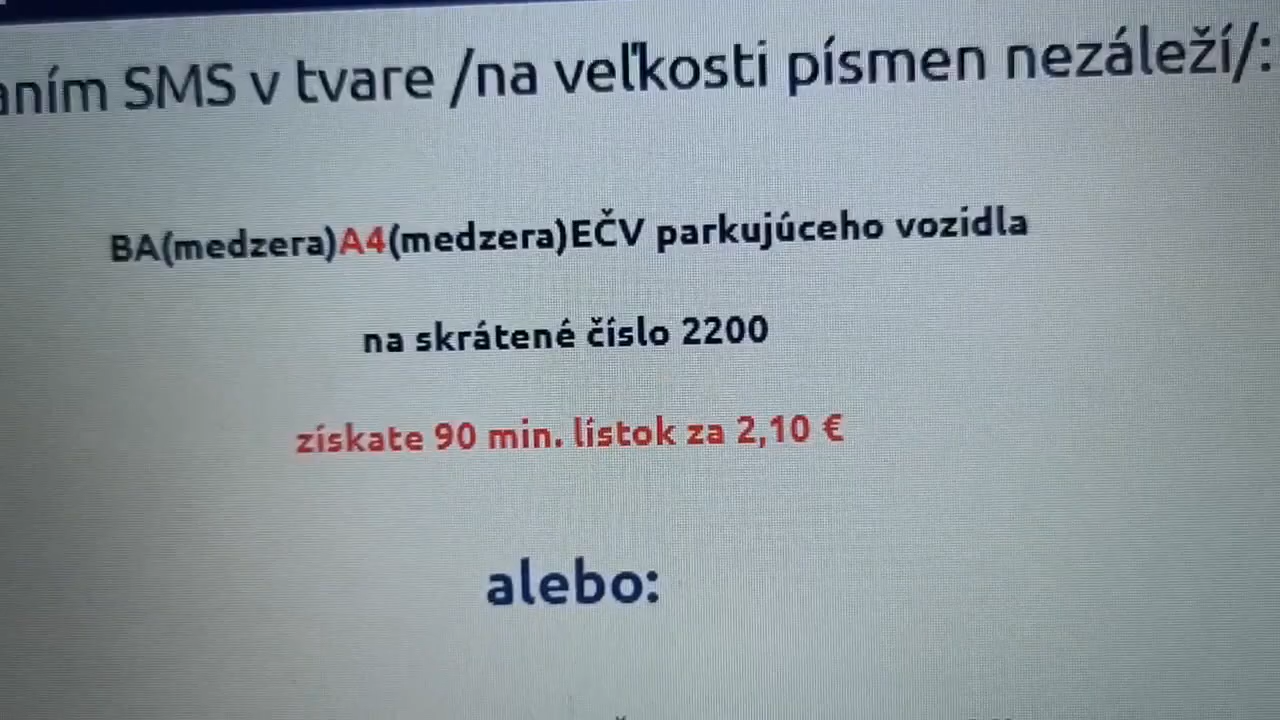 aním SMS v tvare /na veľkosti písmen nezáleží/:
BA(medzera)A4(medzera)EČV parkujúceho vozidla
na skrátené číslo 2200
získate 90 min. lístok za 2,10 €
alebo: